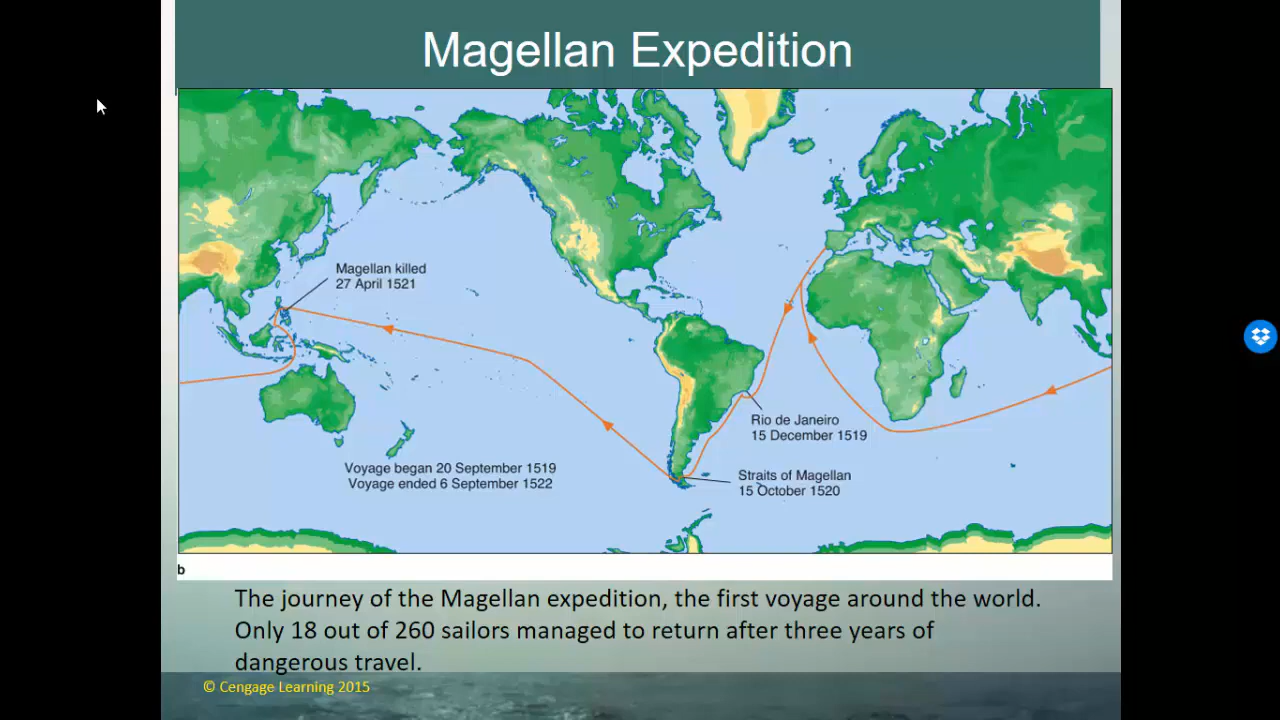 Magellan Expedition
Magellan killed
27 April 1521
Rio de Janeiro
15 December 1519
Voyage began 20 September 1519
Voyage ended 6 September 1522
Straits of Magellan
15 October 1520
b
The journey of the Magellan expedition, the first voyage around the world.
Only 18 out of 260 sailors managed to return after three years of
dangerous travel.
© Cengage Learning 2015